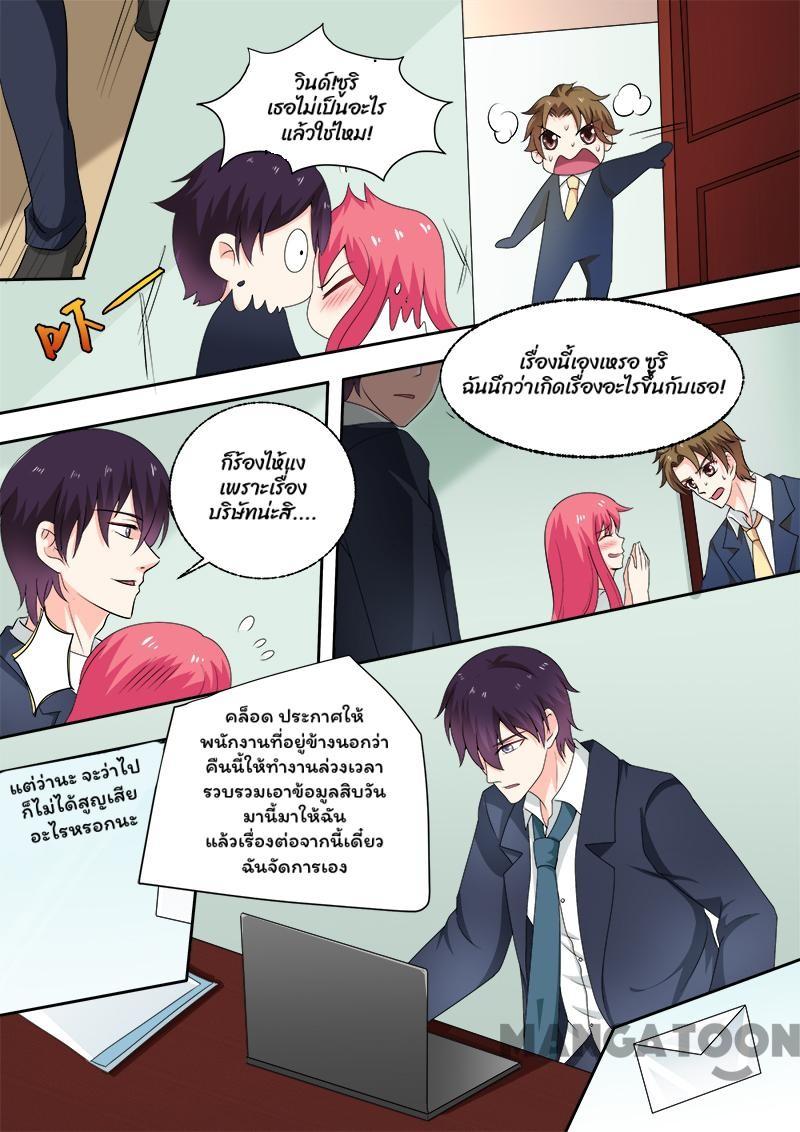 วินด์!ซูริ
เธอไม่เป็นอะไร
แล้วใช่ไหม!
吓
เรื่องนี้เองเหรอ ซูริ
ฉันนึกว่าเกิดเรื่องอะไรขึ้นกับเธอ!
ก็ร้องไห้แง
เพราะเรื่อง
บริษัทน่ะสิ....
คล็อด ประกาศให้
พนักงานที่อยู่ข้างนอกว่า
คืนนี้ให้ทำงานล่วงเวลา
รวบรวมเอาข้อมูลสิบวัน
มานี้มาให้ฉัน
แล้วเรื่องต่อจากนี้เดี๋ยว
ฉันจัดการเอง
แต่ว่านะ จะว่าไป
ก็ไม่ได้สูญเสีย
อะไรหรอกนะ
MANGATOON